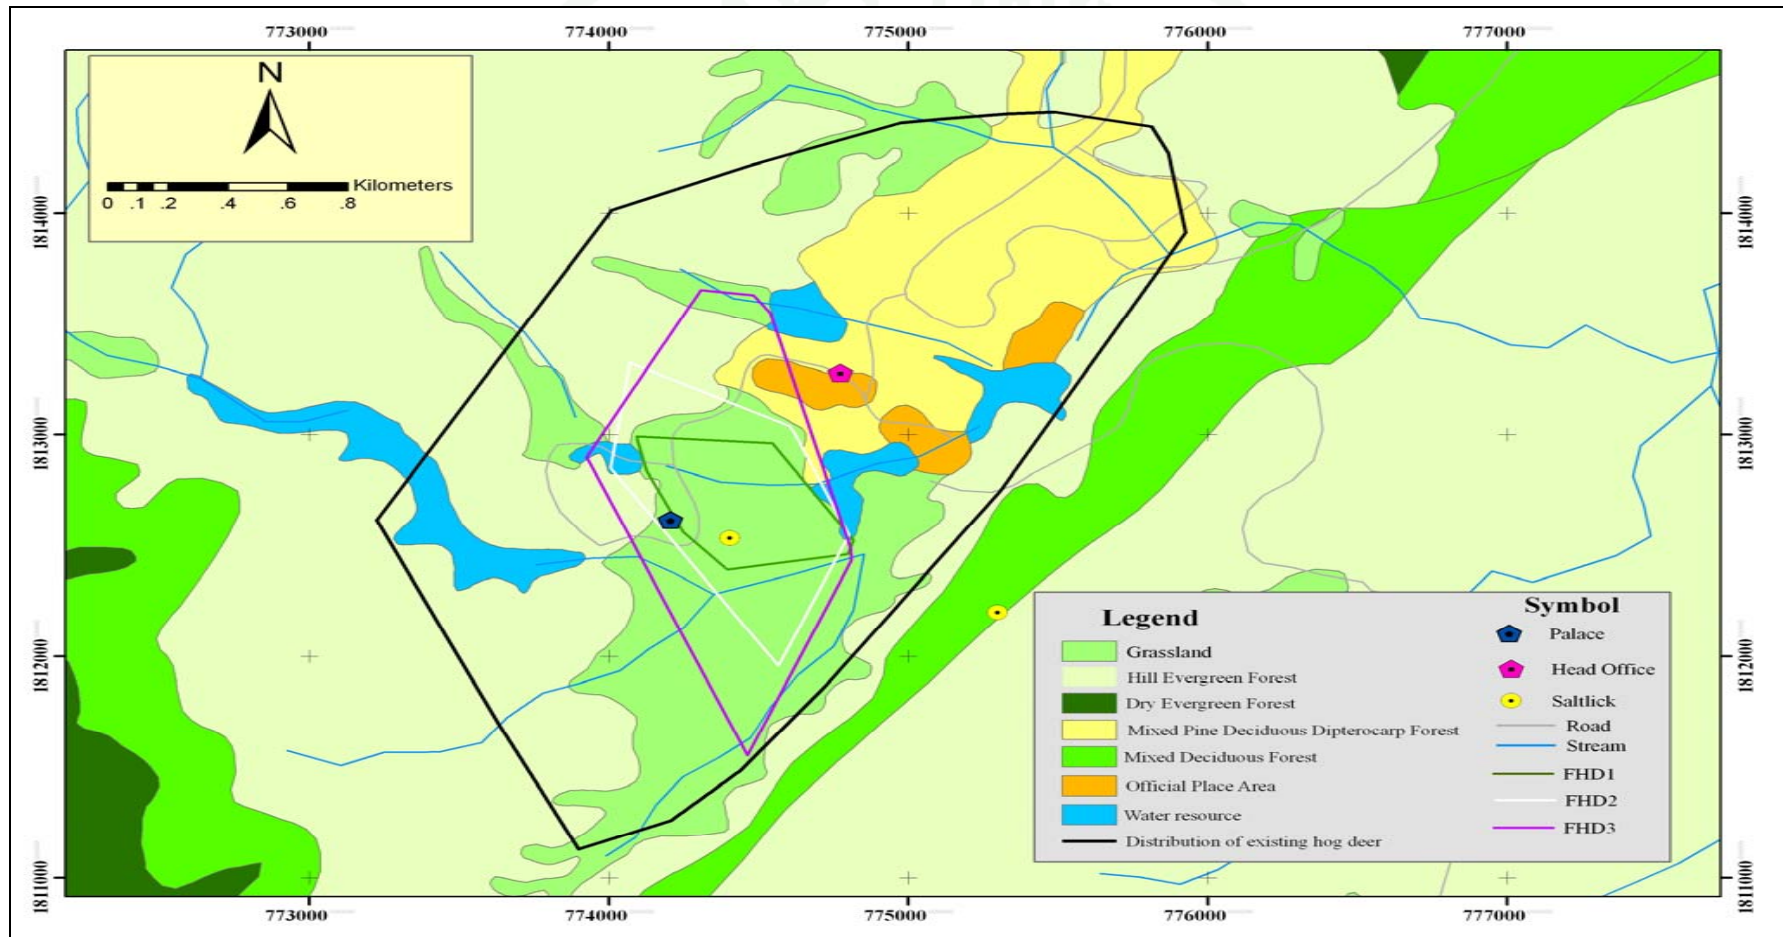 773000 774000 775000 776000 777000
N
Kilometers
0 .1 .2 .4 .6 .8
1814000 1814000
1813000 1813000
1812000 1812000
1811000 1811000
Legend
Grassland
Hill Evergreen Forest
Dry Evergreen Forest
Mixed Pine Deciduous Dipterocarp Forest
Mixed Deciduous Forest
Official Place Area
Water resource
Distribution of existing hog deer
Symbol
Palace
Head Office
Saltlick
Road
Stream
FHD1
FHD2
FHD3
773000 774000 775000 776000 777000